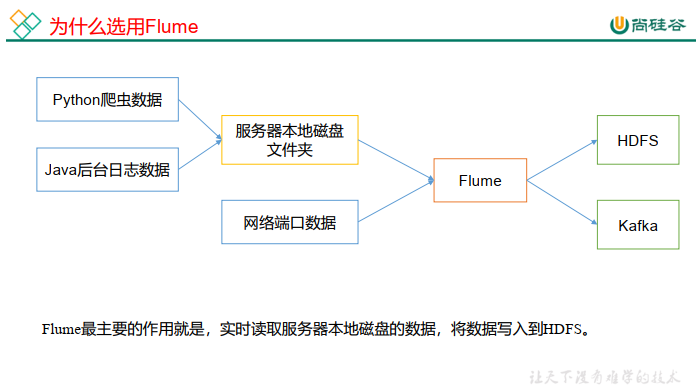 为什么选用Flume
尚硅谷
Python爬虫数据
服务器本地磁盘
文件夹
HDFS
Java后台日志数据
Flume
网络端口数据
Kafka
Flume最主要的作用就是，实时读取服务器本地磁盘的数据，将数据写入到HDFS。
让天下没有难学的技术